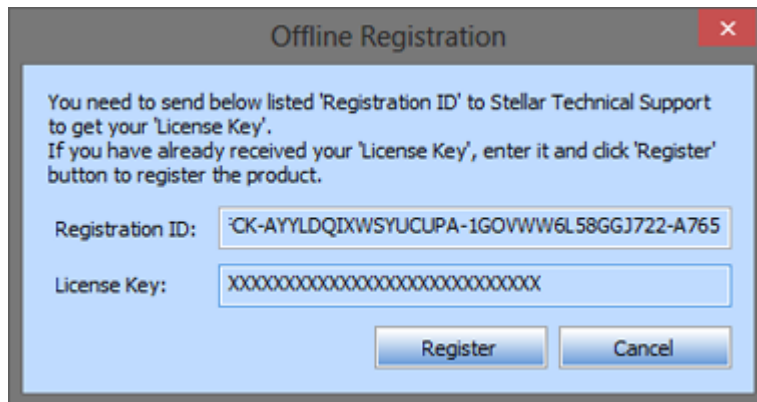 Offline Registration
You need to send below listed 'Registration ID' to Stellar Technical Support
to get your 'License Key'.
If you have already received your 'License Key', enter it and click 'Register'
button to register the product.
Registration ID: CK-AYYLDQIXWSYUCUPA-1GOVWW6L58GGJ722-A765
License Key: XXXXXXXXXXXXXXXXXXXXXXXXXXXX
Register Cancel